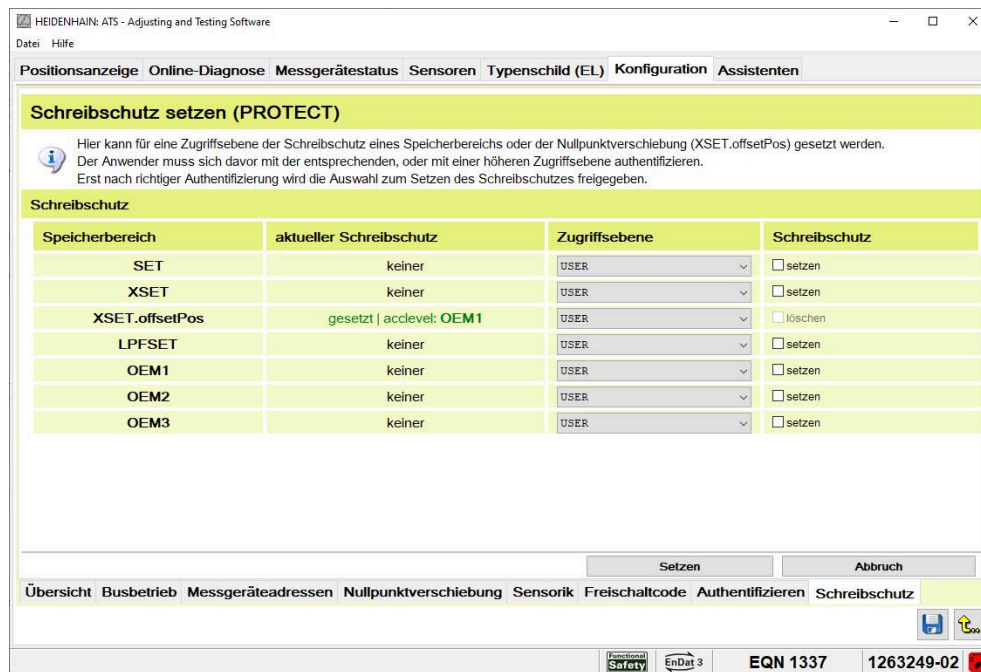 HEIDENHAIN: ATS - Adjusting and Testing Software
Datei Hilfe
Positionsanzeige Online-Diagnose Messgerätestatus Sensoren Typenschild (EL) Konfiguration Assistenten
Schreibschutz setzen (PROTECT)
Hier kann für eine Zugriffsebene der Schreibschutz eines Speicherbereichs oder der Nullpunktverschiebung (XSET.offsetPos) gesetzt werden.
Der Anwender muss sich davor mit der entsprechenden, oder mit einer höheren Zugriffsebene authentifizieren.
Erst nach richtiger Authentifizierung wird die Auswahl zum Setzen des Schreibschutzes freigegeben.
Schreibschutz
Speicherbereich aktueller Schreibschutz Zugriffsebene Schreibschutz
SET keiner USER setzen
XSET keiner USER setzen
XSET.offsetPos gesetzt | acclevel: OEM1 USER löschen
LPFSET keiner USER setzen
OEM1 keiner USER setzen
OEM2 keiner USER setzen
OEM3 keiner USER setzen
Setzen Abbruch
Übersicht Busbetrieb Messgeräteadressen Nullpunktverschiebung Sensorik Freischaltcode Authentifizieren Schreibschutz
Functional Safety EnDat 3 EQN 1337 1263249-02